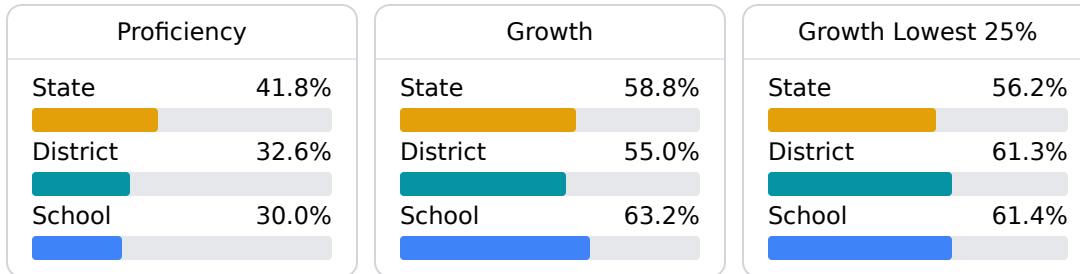 Proficiency
State 41.8%
District 32.6%
School 30.0%
Growth
State 58.8%
District 55.0%
School 63.2%
Growth Lowest 25%
State 56.2%
District 61.3%
School 61.4%